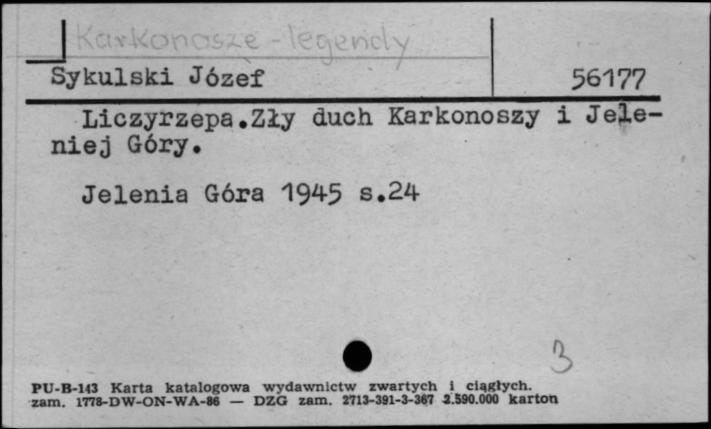 Karkonosze - legendy
Sykulski Józef 56177
Liczyrzepa.Zły duch Karkonoszy i Jele-
niej Góry.
Jelenia Góra 1945 s.24
3
PU-B-143 Karta katalogowa wydawnictw zwartych i ciągłych.
zam. 1778-DW-ON-WA-86 — DZG zam. 2713-391-3-367 2.590.000 karton